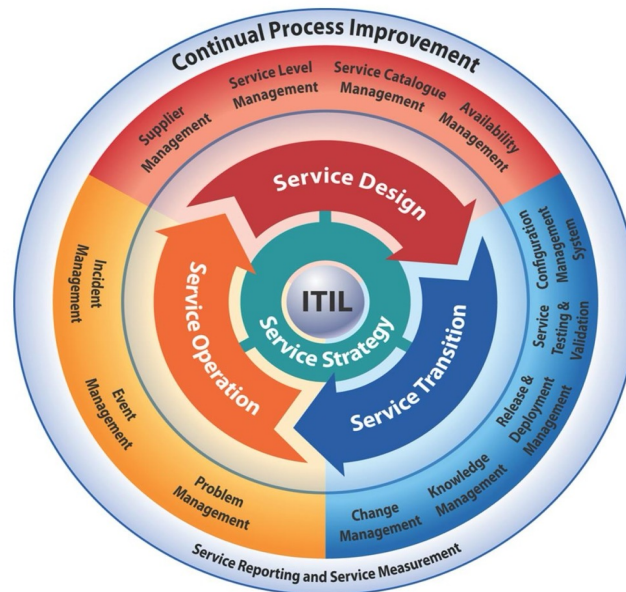 Continual Process Improvement
Supplier
Management
Service Level
Management
Service Catalogue
Management
Availability
Management
Configuration
Management
System
Service
Testing &
Validation
Release &
Deployment
Management
Knowledge
Management
Change
Management
Problem
Management
Event
Management
Incident
Management
Service Design
Service Transition
Service Operation
Service Strategy
ITIL
Service Reporting and Service Measurement